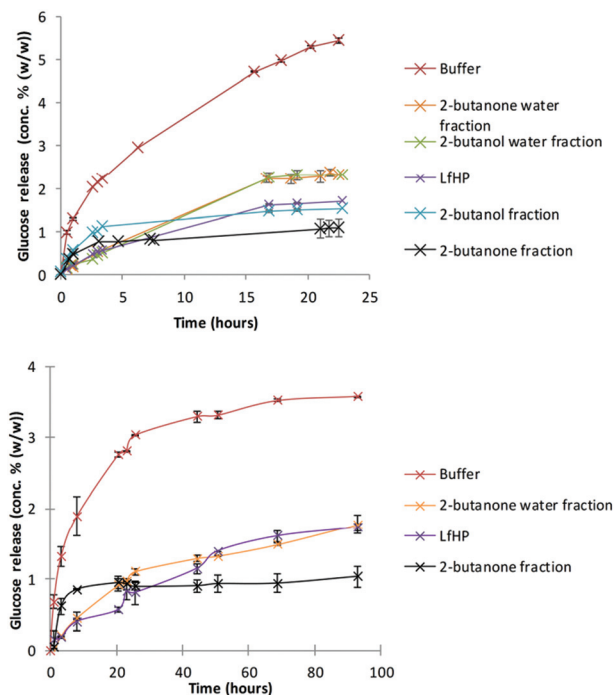 6
5
4
3
2
1
0
Glucose release (conc. % (w/w))
0 5 10 15 20 25
Time (hours)
Buffer
2-butanone water
fraction
2-butanol water fraction
LfHP
2-butanol fraction
2-butanone fraction
4
3
2
1
0
Glucose release (conc. % (w/w))
0 20 40 60 80 100
Time (hours)
Buffer
2-butanone water fraction
LfHP
2-butanone fraction